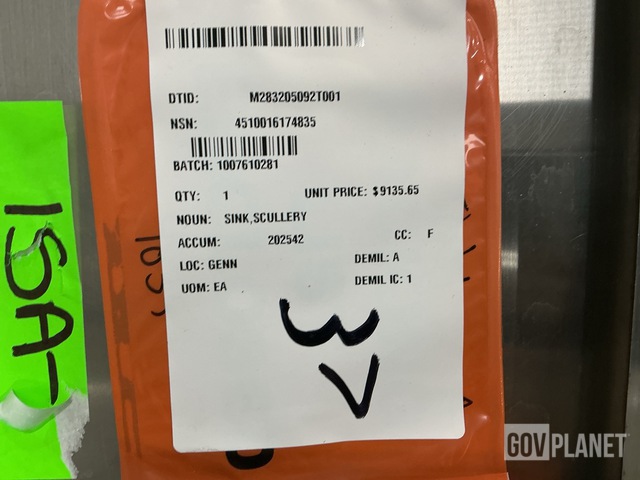 DTID: M283205092T001
NSN: 4510016174835
BATCH: 1007610281
QTY: 1 UNIT PRICE: $9135.65
NOUN: SINK,SCULLERY
ACCUM: 202542 CC: F
LOC: GENN DEMIL: A
UOM: EA DEMIL IC: 1
37
ISA-
GOVPLANET